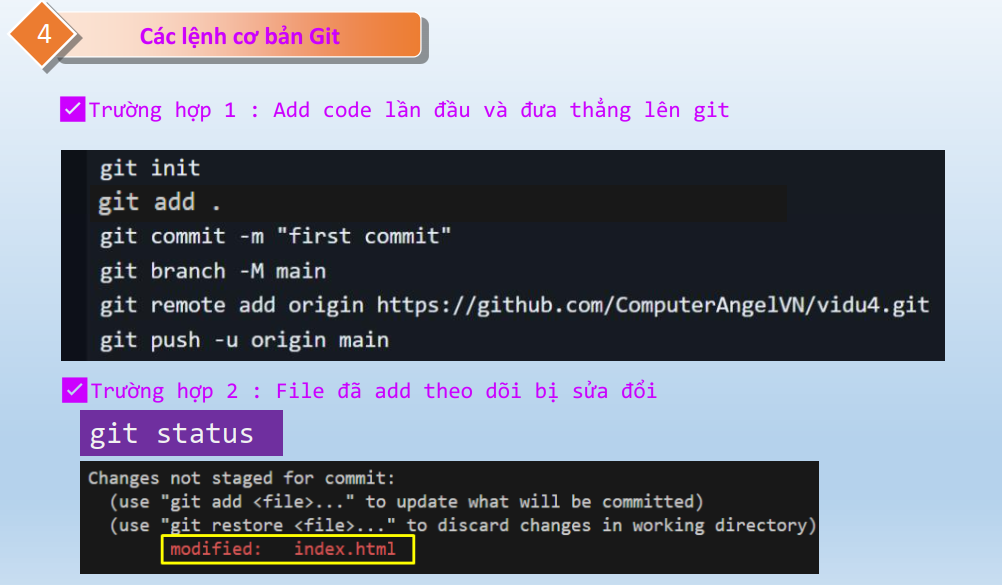 4
Các lệnh cơ bản Git
Trường hợp 1 : Add code lần đầu và đưa thẳng lên git
git init
git add .
git commit -m "first commit"
git branch -M main
git remote add origin https://github.com/ComputerAngelVN/vidu4.git
git push -u origin main
Trường hợp 2 : File đã add theo dõi bị sửa đổi
git status
Changes not staged for commit:
(use "git add <file>..." to update what will be committed)
(use "git restore <file>..." to discard changes in working directory)
modified: index.html